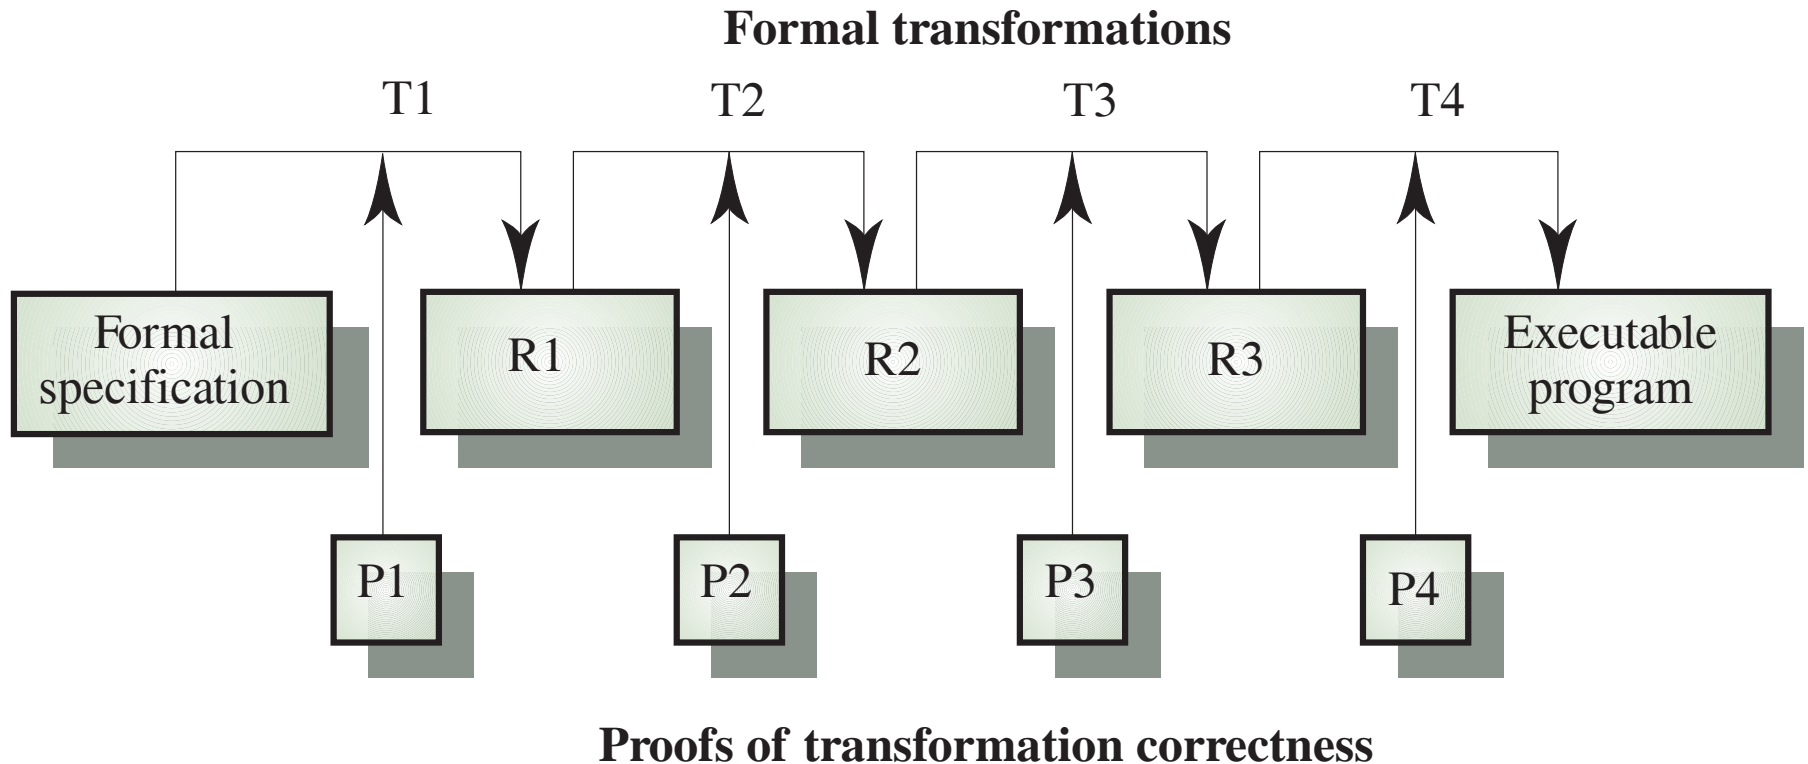 Formal transformations
T1
T2
T3
T4
Formal
specification
R1
R2
R3
Executable
program
P1
P2
P3
P4
Proofs of transformation correctness